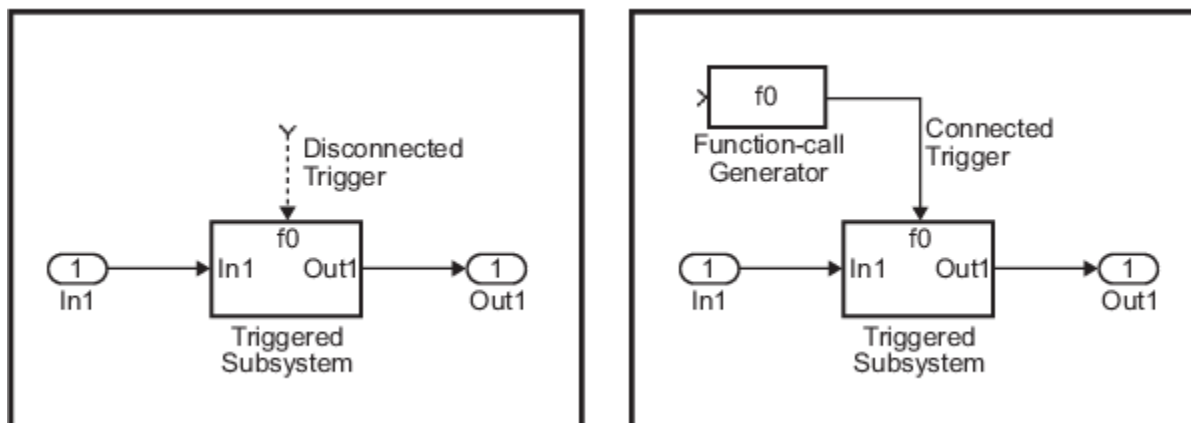 Disconnected
Trigger
f0
1
In1
In1
Out1
1
Out1
Triggered
Subsystem
f0
Function-call
Generator
Connected
Trigger
f0
1
In1
In1
Out1
1
Out1
Triggered
Subsystem